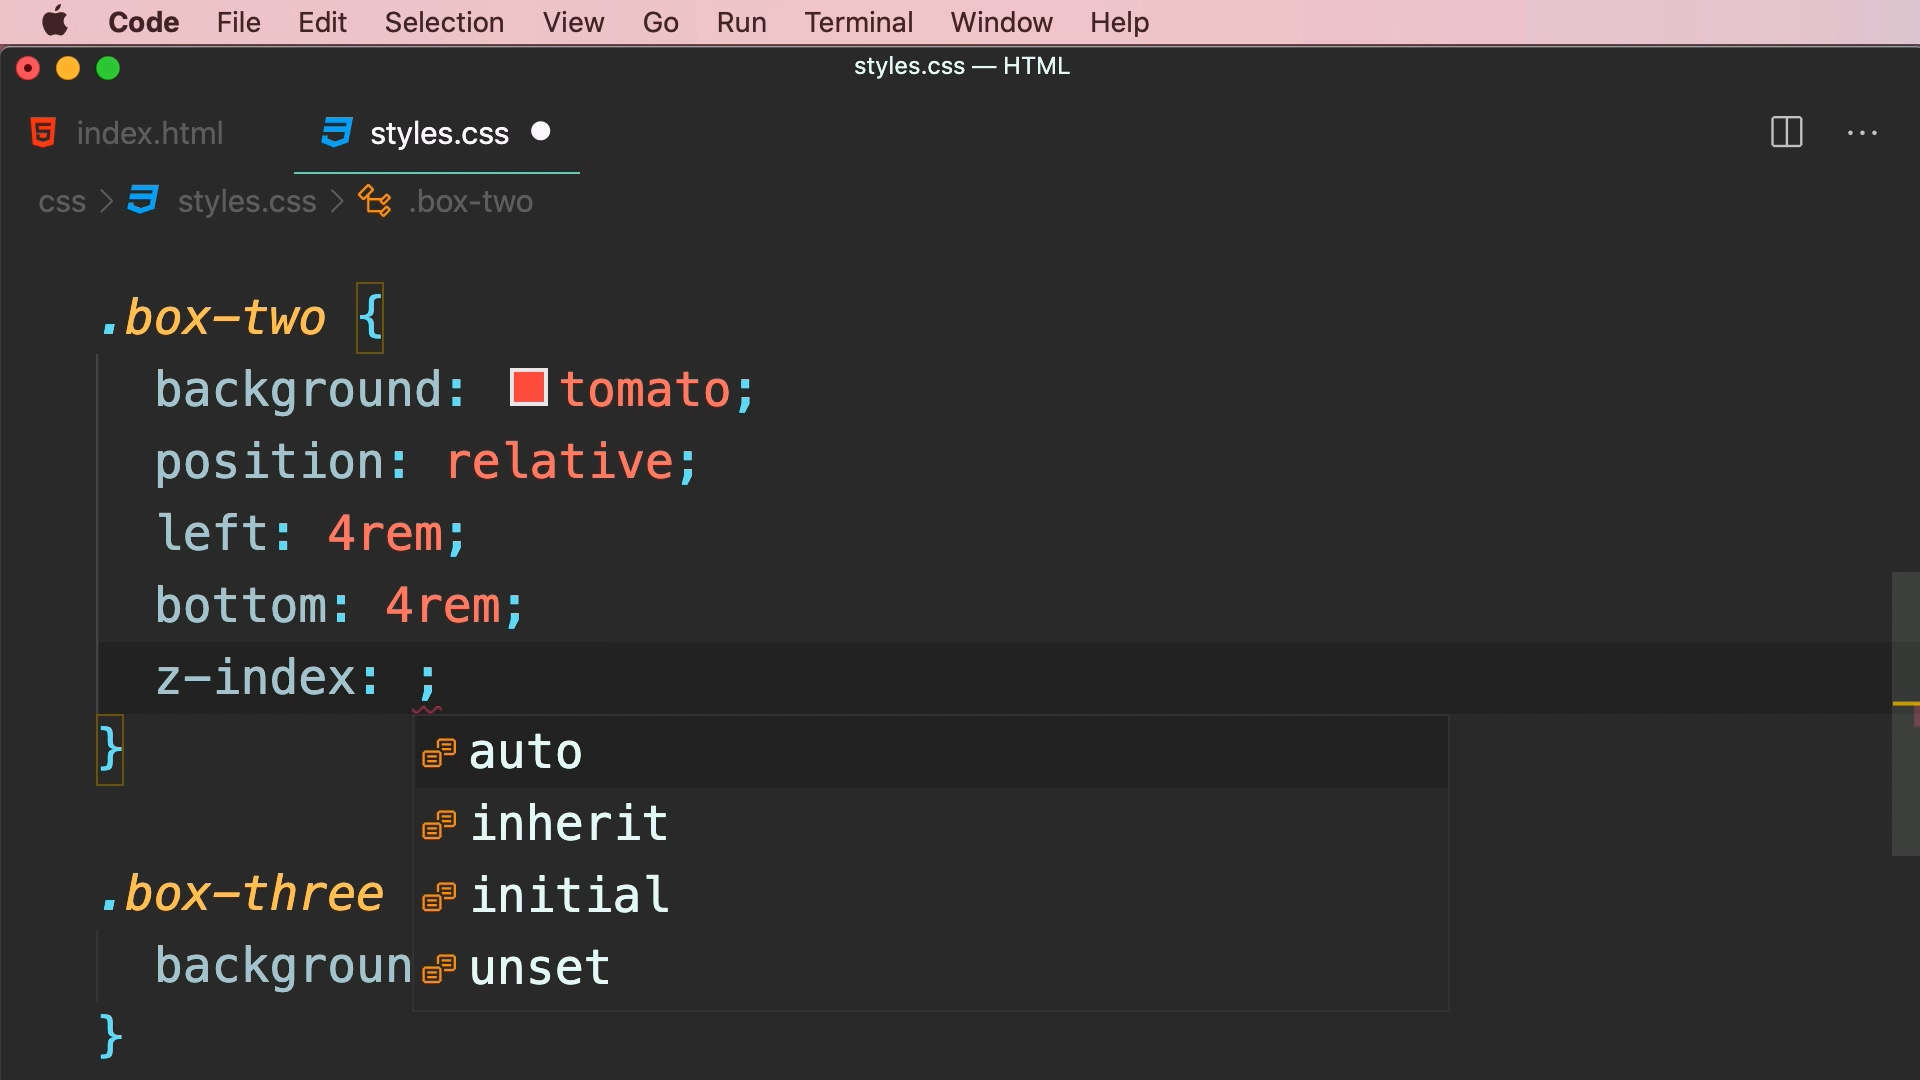 Code File Edit Selection View Go Run Terminal Window Help
styles.css — HTML
index.html styles.css
css > styles.css > .box-two
.box-two {
background: tomato;
position: relative;
left: 4rem;
bottom: 4rem;
z-index: ;
}
auto
inherit
.box-three
initial
backgroun
unset
}